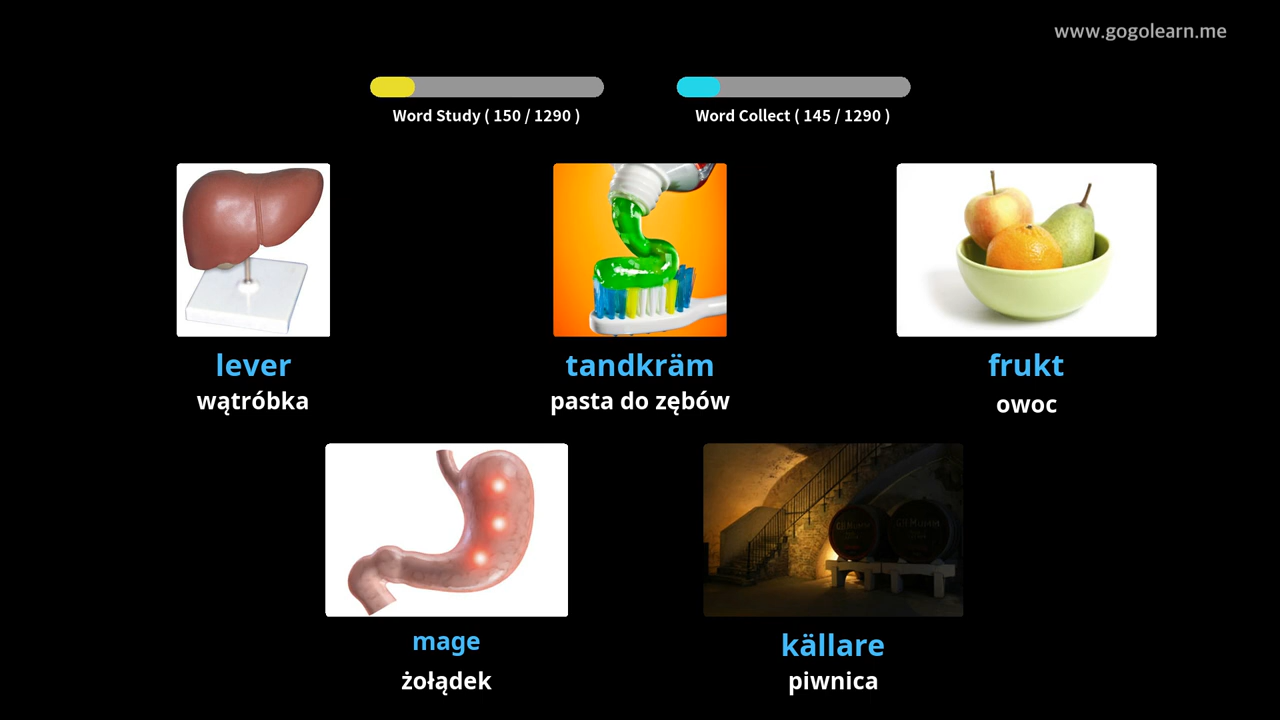 www.gogolearn.me
Word Study ( 150 / 1290 )
Word Collect ( 145 / 1290 )
lever
wątróbka
tandkräm
pasta do zębów
frukt
owoc
mage
żołądek
källare
piwnica